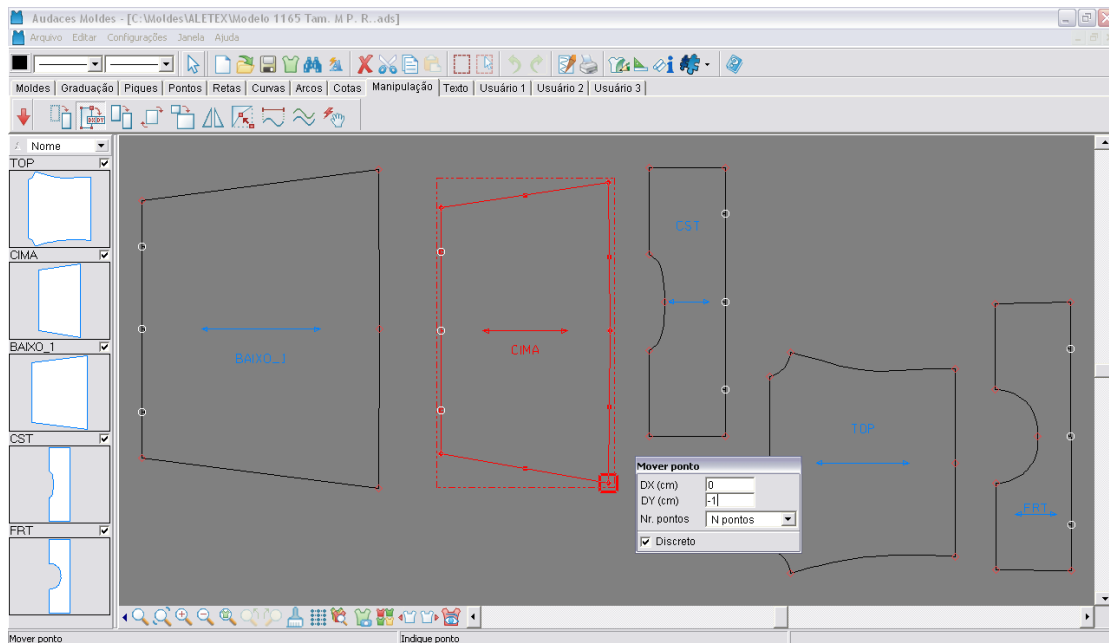 Audaces Moldes - [C:\Moldes\ALETEX\Modelo 1165 Tam. M P. R..ads]
Arquivo Editar Configurações Janela Ajuda
Moldes Graduação Piques Pontos Retas Curvas Arcos Cotas Manipulação Texto Usuário 1 Usuário 2 Usuário 3
Nome
TOP
CIMA
BAIXO_1
CST
FRT
BAIXO_1
CIMA
CST
TOP
FRT
Mover ponto
DX (cm) 0
DY (cm) -1
Nr. pontos N pontos
Discreto
Mover ponto
Indique ponto